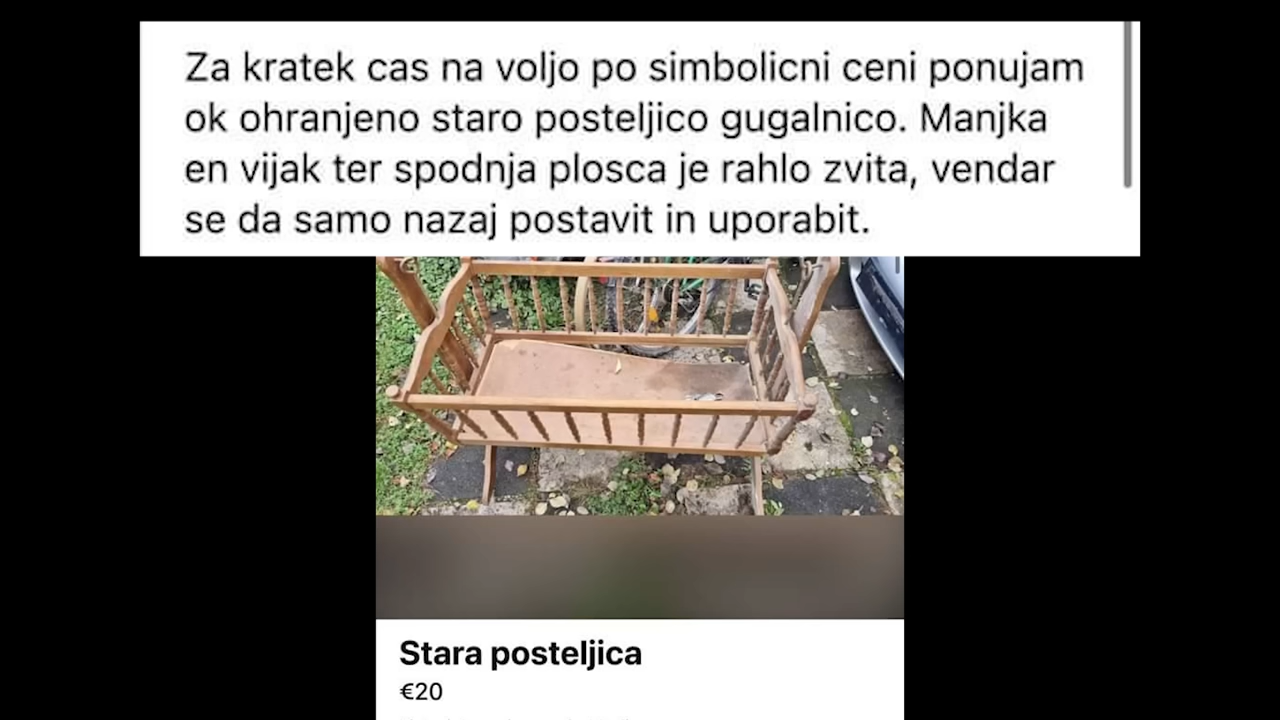 Za kratek cas na voljo po simbolicni ceni ponujam
ok ohranjeno staro posteljico gugalnico. Manjka
en vijak ter spodnja plosca je rahlo zvita, vendar
se da samo nazaj postavit in uporabit.
Stara posteljica
€20